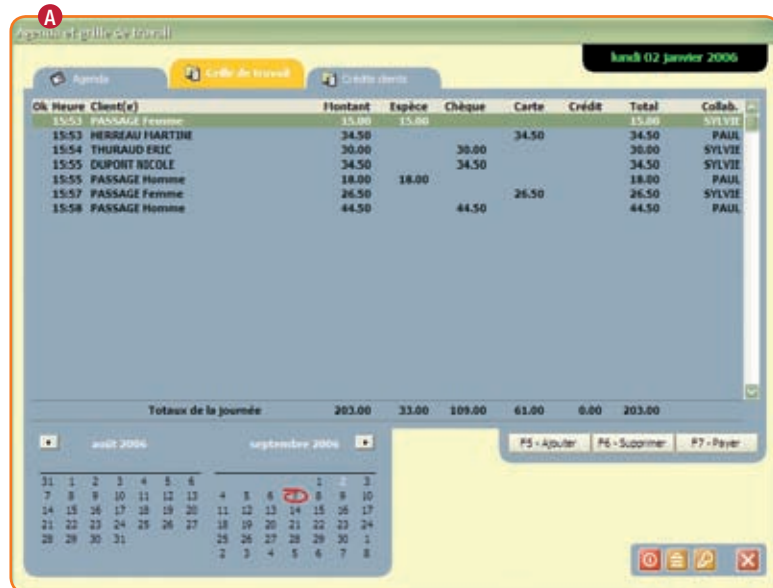 A
Agenda et grille de travail
lundi 02 janvier 2006
Agenda Grille de travail Crédits clients
Ok Heure Client(e) Montant Espèce Chèque Carte Crédit Total Collab.
15:53 PASSAGE Femme 15.00 15.00 15.00 SYLVIE
15:53 HERREAU MARTINE 34.50 34.50 34.50 PAUL
15:54 THURAUD ERIC 30.00 30.00 30.00 SYLVIE
15:55 DUPONT NICOLE 34.50 34.50 34.50 SYLVIE
15:55 PASSAGE Homme 18.00 18.00 18.00 PAUL
15:57 PASSAGE Femme 26.50 26.50 26.50 SYLVIE
15:58 PASSAGE Homme 44.50 44.50 44.50 PAUL
Totaux de la journée 203.00 33.00 109.00 61.00 0.00 203.00
F5 - Ajouter F6 - Supprimer F7 - Payer
août 2006 septembre 2006
31 1 2 3 4 5 6 1 2 3
7 8 9 10 11 12 13 4 5 6 7 8 9 10
14 15 16 17 18 19 20 11 12 13 14 15 16 17
21 22 23 24 25 26 27 18 19 20 21 22 23 24
28 29 30 31 25 26 27 28 29 30 1
2 3 4 5 6 7 8